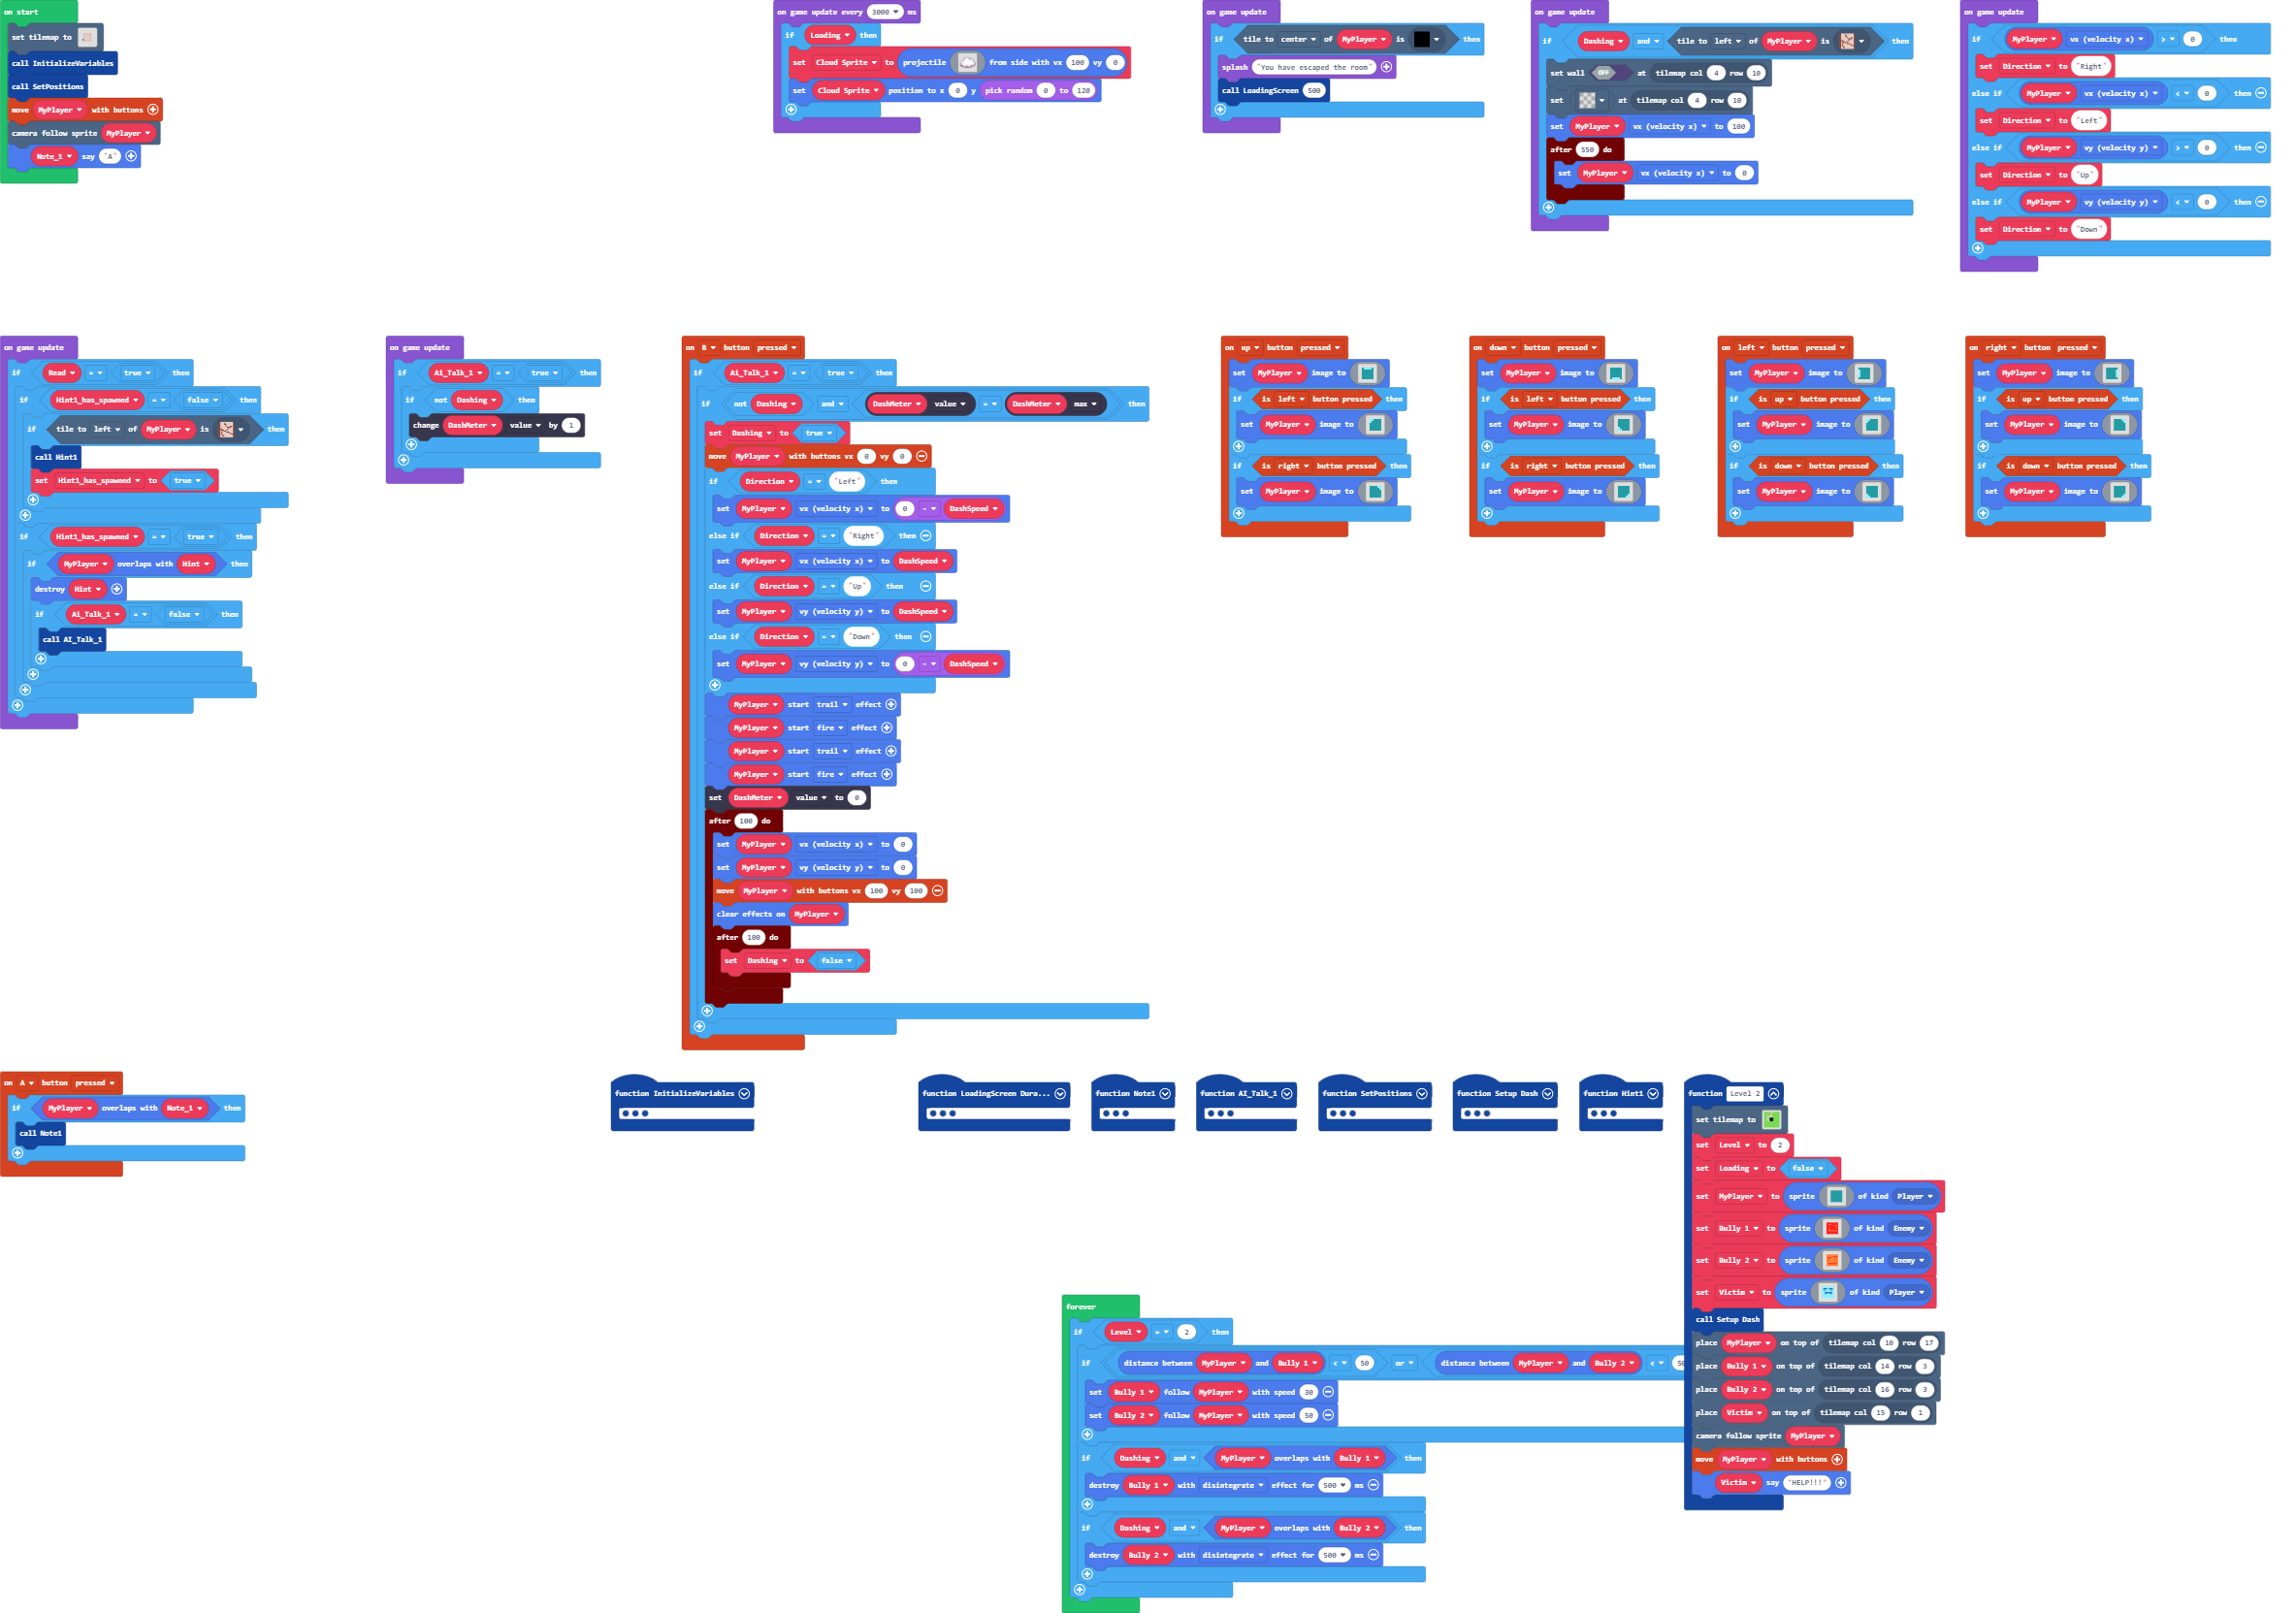 on start
set tilemap to
call InitializeVariables
call SetPositions
move MyPlayer with buttons
camera follow sprite MyPlayer
Note_1 say "A"
on game update every 3000 ms
if Loading then
set Cloud Sprite to projectile from side with vx 100 vy 0
set Cloud Sprite position to x 0 y pick random 0 to 120
on game update
if tile to center of MyPlayer is then
splash "You have escaped the room"
call LoadingScreen 500
on game update
if Dashing and tile to left of MyPlayer is then
set wall OFF at tilemap col 4 row 10
set at tilemap col 4 row 10
set MyPlayer vx (velocity x) to 100
after 550 do
set MyPlayer vx (velocity x) to 0
on game update
if MyPlayer vx (velocity x) > 0 then
set Direction to "Right"
else if MyPlayer vx (velocity x) < 0 then
set Direction to "Left"
else if MyPlayer vy (velocity y) > 0 then
set Direction to "Up"
else if MyPlayer vy (velocity y) < 0 then
set Direction to "Down"
on game update
if Read = true then
if Hint1_has_spawned = false then
if tile to left of MyPlayer is then
call Hint1
set Hint1_has_spawned to true
if Hint1_has_spawned = true then
if MyPlayer overlaps with Hint then
destroy Hint
if Ai_Talk_1 = false then
call AI_Talk_1
on game update
if Ai_Talk_1 = true then
if not Dashing then
change DashMeter value by 1
on B button pressed
if Ai_Talk_1 = true then
if not Dashing and DashMeter value = DashMeter max then
set Dashing to true
move MyPlayer with buttons vx 0 vy 0
if Direction = "Left" then
set MyPlayer vx (velocity x) to 0 - DashSpeed
else if Direction = "Right" then
set MyPlayer vx (velocity x) to DashSpeed
else if Direction = "Up" then
set MyPlayer vy (velocity y) to DashSpeed
else if Direction = "Down" then
set MyPlayer vy (velocity y) to 0 - DashSpeed
MyPlayer start trail effect
MyPlayer start fire effect
MyPlayer start trail effect
MyPlayer start fire effect
set DashMeter value to 0
after 100 do
set MyPlayer vx (velocity x) to 0
set MyPlayer vy (velocity y) to 0
move MyPlayer with buttons vx 100 vy 100
clear effects on MyPlayer
after 100 do
set Dashing to false
on up button pressed
set MyPlayer image to
if is left button pressed then
set MyPlayer image to
if is right button pressed then
set MyPlayer image to
on down button pressed
set MyPlayer image to
if is left button pressed then
set MyPlayer image to
if is right button pressed then
set MyPlayer image to
on left button pressed
set MyPlayer image to
if is up button pressed then
set MyPlayer image to
if is down button pressed then
set MyPlayer image to
on right button pressed
set MyPlayer image to
if is up button pressed then
set MyPlayer image to
if is down button pressed then
set MyPlayer image to
on A button pressed
if MyPlayer overlaps with Note_1 then
call Note1
function InitializeVariables
function LoadingScreen Dura...
function Note1
function AI_Talk_1
function SetPositions
function Setup Dash
function Hint1
function Level 2
set tilemap to
set Level to 2
set Loading to false
set MyPlayer to sprite of kind Player
set Bully 1 to sprite of kind Enemy
set Bully 2 to sprite of kind Enemy
set Victim to sprite of kind Player
call Setup Dash
place MyPlayer on top of tilemap col 10 row 17
place Bully 1 on top of tilemap col 14 row 3
place Bully 2 on top of tilemap col 16 row 3
place Victim on top of tilemap col 15 row 1
camera follow sprite MyPlayer
move MyPlayer with buttons
Victim say "HELP!!!"
forever
if Level = 2 then
if distance between MyPlayer and Bully 1 < 50 or distance between MyPlayer and Bully 2 <
set Bully 1 follow MyPlayer with speed 30
set Bully 2 follow MyPlayer with speed 50
if Dashing and MyPlayer overlaps with Bully 1 then
destroy Bully 1 with disintegrate effect for 500 ms
if Dashing and MyPlayer overlaps with Bully 2 then
destroy Bully 2 with disintegrate effect for 500 ms